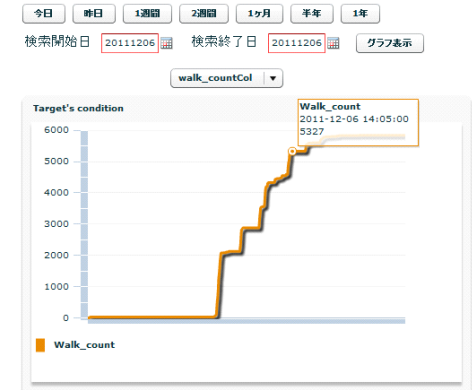 今日 昨日 1週間 2週間 1ヶ月 半年 1年
検索開始日 20111206 検索終了日 20111206 グラフ表示
walk_countCol
Target's condition
Walk_count
2011-12-06 14:05:00
5327
6000
5000
4000
3000
2000
1000
0
Walk_count